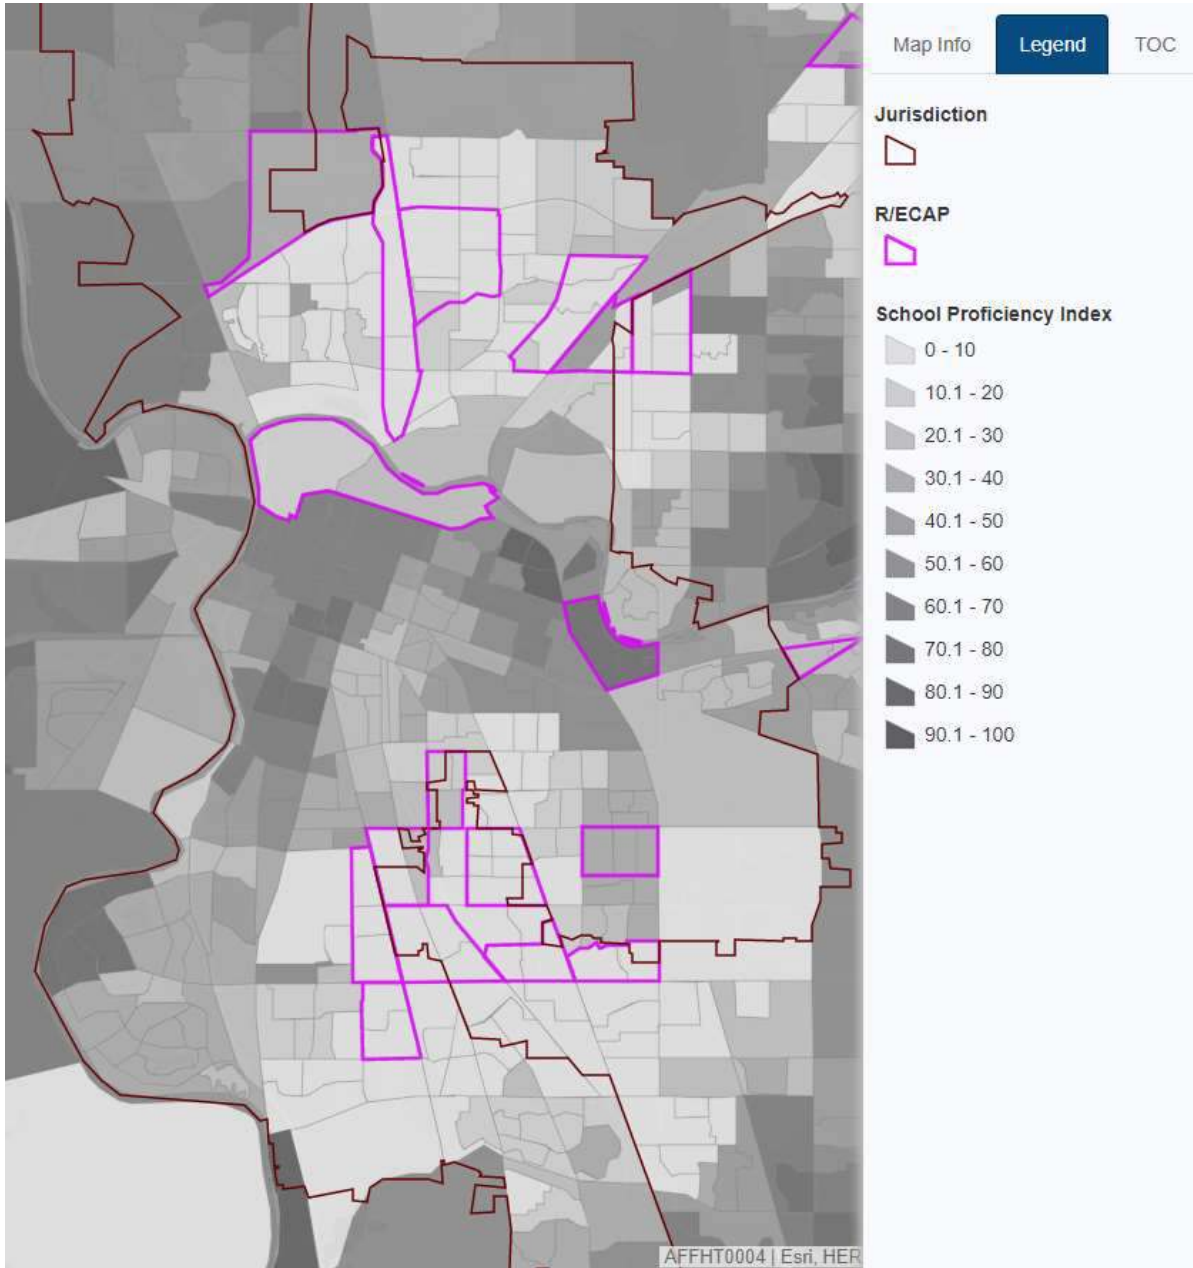 Map Info Legend TOC
Jurisdiction
R/ECAP
School Proficiency Index
0 - 10
10.1 - 20
20.1 - 30
30.1 - 40
40.1 - 50
50.1 - 60
60.1 - 70
70.1 - 80
80.1 - 90
90.1 - 100
AFFHT0004 | Esri, HER